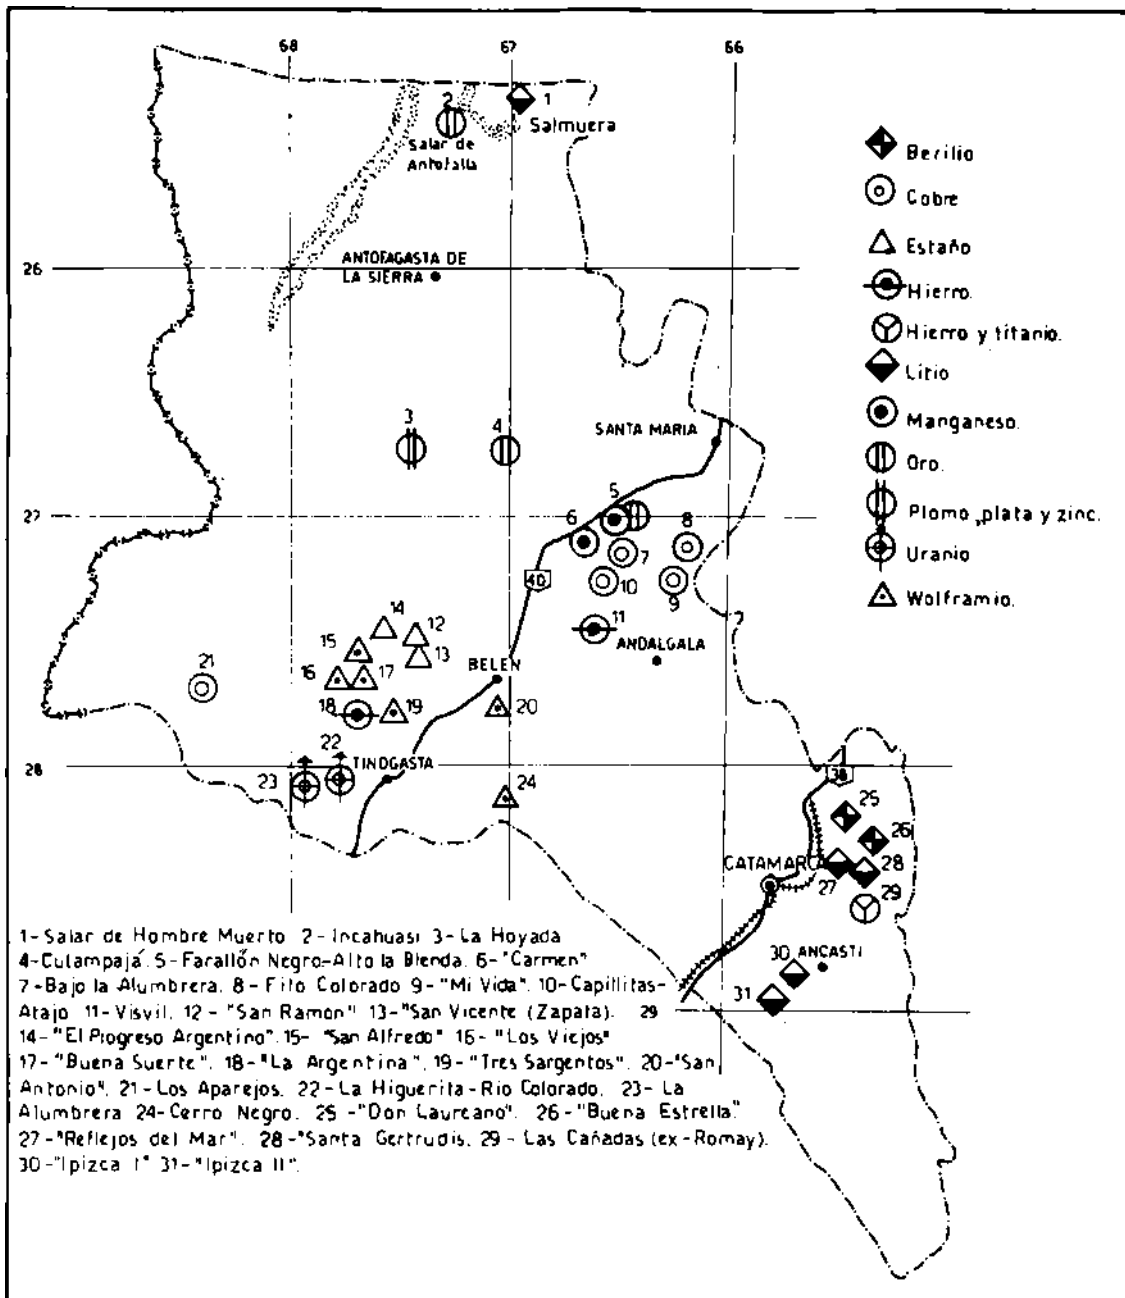 68 67 66
2 1
Salmuera
Salar de
Antofalla
Berilio
Cobre
Estaño
26
ANTOFAGASTA DE
LA SIERRA
Hierro.
Hierro y titanio.
Litio
3 4
SANTA MARIA
Manganeso.
Oro.
Plomo, plata y zinc.
Uranio
Wolframio.
27
5
6 7 8
40
10 9
11
ANDALGALA
14 12
15 13
16 17
BELEN
21
18 19 20
22
28
23
TINOGASTA
24
38
25
26
CATAMARCA
27 28
29
30 ANCASTI
31
29
1-Salar de Hombre Muerto 2-Incahuasi 3-La Hoyada
4-Culampajá. 5-Farallón Negro-Alto la Blenda. 6-"Carmen"
7-Bajo la Alumbrera. 8-Filo Colorado 9-"Mi Vida". 10-Capillitas-
Atajo 11-Visvil. 12-"San Ramon" 13-"San Vicente (Zapata).
14-"El Progreso Argentino". 15-"San Alfredo" 16-"Los Viejos"
17-"Buena Suerte". 18-"La Argentina". 19-"Tres Sargentos". 20-"San
Antonio". 21-Los Aparejos. 22-La Higuerita-Rio Colorado. 23-La
Alumbrera 24-Cerro Negro. 25-"Don Laureano". 26-"Buena Estrella."
27-"Reflejos del Mar". 28-"Santa Gertrudis. 29-Las Cañadas (ex-Romay).
30-"Ipizca I" 31-"Ipizca II".